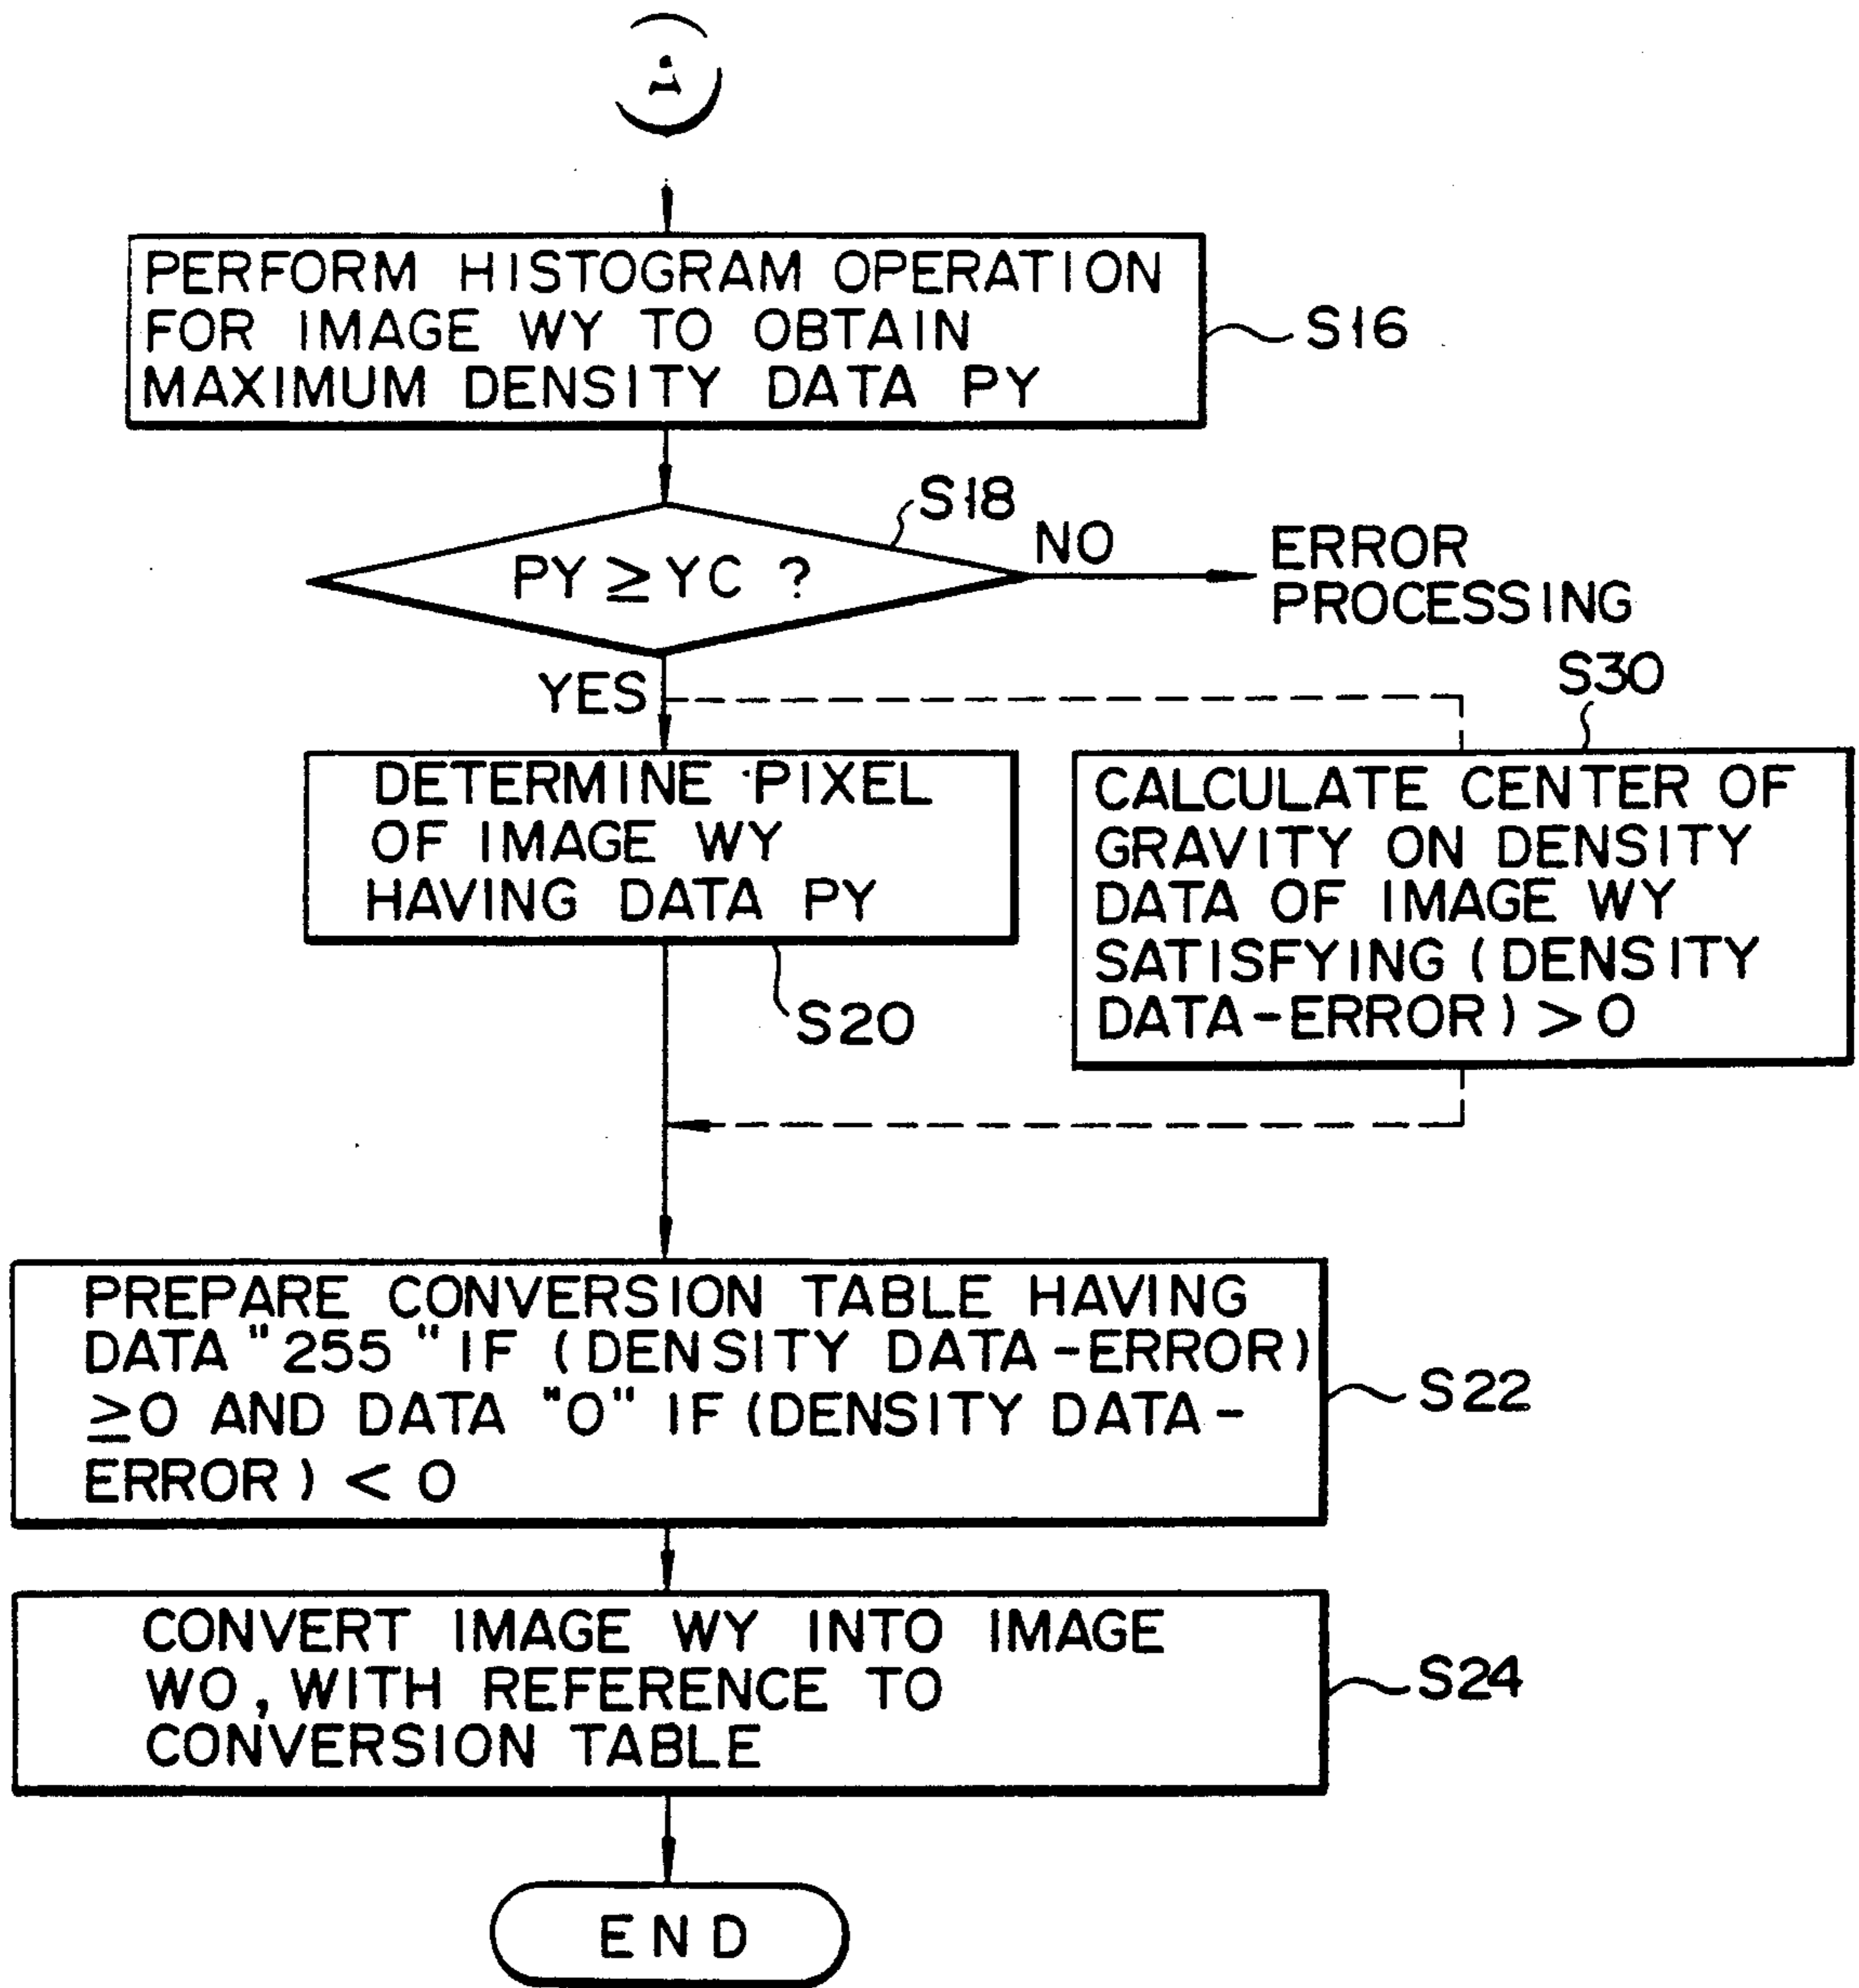 PERFORM HISTOGRAM OPERATION
FOR IMAGE WY TO OBTAIN
MAXIMUM DENSITY DATA PY
S16
S18
PY ≥ YC ?
NO
ERROR
PROCESSING
YES
S30
DETERMINE PIXEL
OF IMAGE WY
HAVING DATA PY
S20
CALCULATE CENTER OF
GRAVITY ON DENSITY
DATA OF IMAGE WY
SATISFYING (DENSITY
DATA-ERROR) > 0
PREPARE CONVERSION TABLE HAVING
DATA "255" IF (DENSITY DATA-ERROR)
≥0 AND DATA "0" IF (DENSITY DATA-
ERROR) < 0
S22
CONVERT IMAGE WY INTO IMAGE
WO, WITH REFERENCE TO
CONVERSION TABLE
S24
END